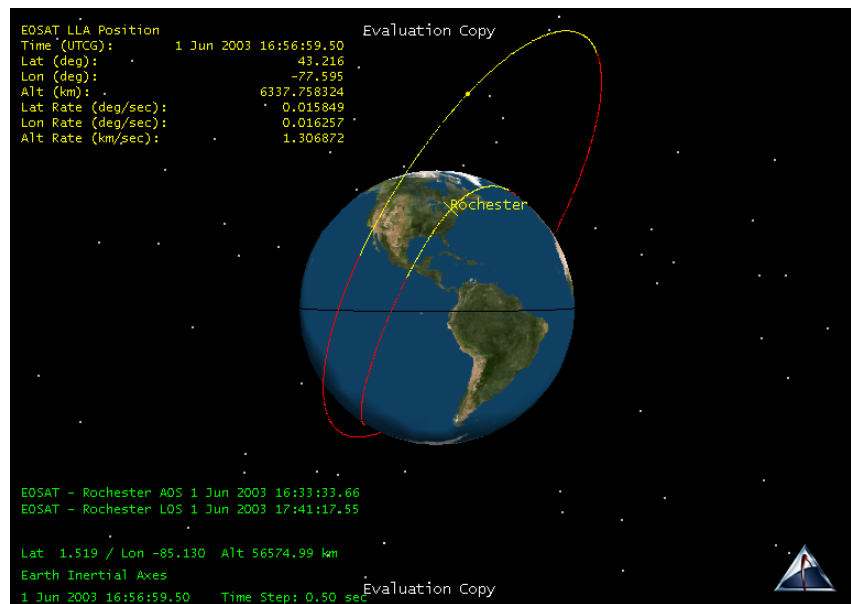 EOSAT LLA Position
Evaluation Copy
Time (UTCG): 1 Jun 2003 16:56:59.50
Lat (deg): 43.216
Lon (deg): -77.595
Alt (km): 6337.758324
Lat Rate (deg/sec): 0.015849
Lon Rate (deg/sec): 0.016257
Alt Rate (km/sec): 1.306872
Rochester
EOSAT - Rochester AOS 1 Jun 2003 16:33:33.66
EOSAT - Rochester LOS 1 Jun 2003 17:41:17.55
Lat 1.519 / Lon -85.130 Alt 56574.99 km
Earth Inertial Axes
1 Jun 2003 16:56:59.50 Time Step: 0.50 sec
Evaluation Copy